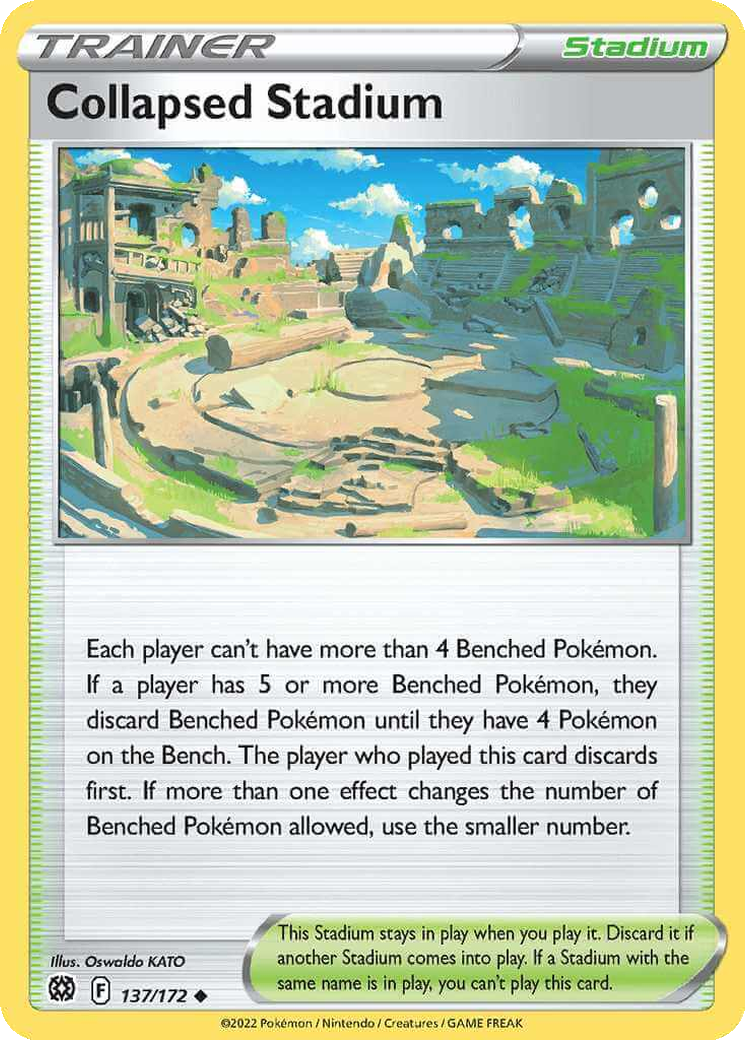 TRAINER
Stadium
Collapsed Stadium
Each player can't have more than 4 Benched Pokémon.
If a player has 5 or more Benched Pokémon, they
discard Benched Pokémon until they have 4 Pokémon
on the Bench. The player who played this card discards
first. If more than one effect changes the number of
Benched Pokémon allowed, use the smaller number.
This Stadium stays in play when you play it. Discard it if
another Stadium comes into play. If a Stadium with the
same name is in play, you can't play this card.
Illus. Oswaldo KATO
F 137/172
©2022 Pokémon / Nintendo / Creatures / GAME FREAK